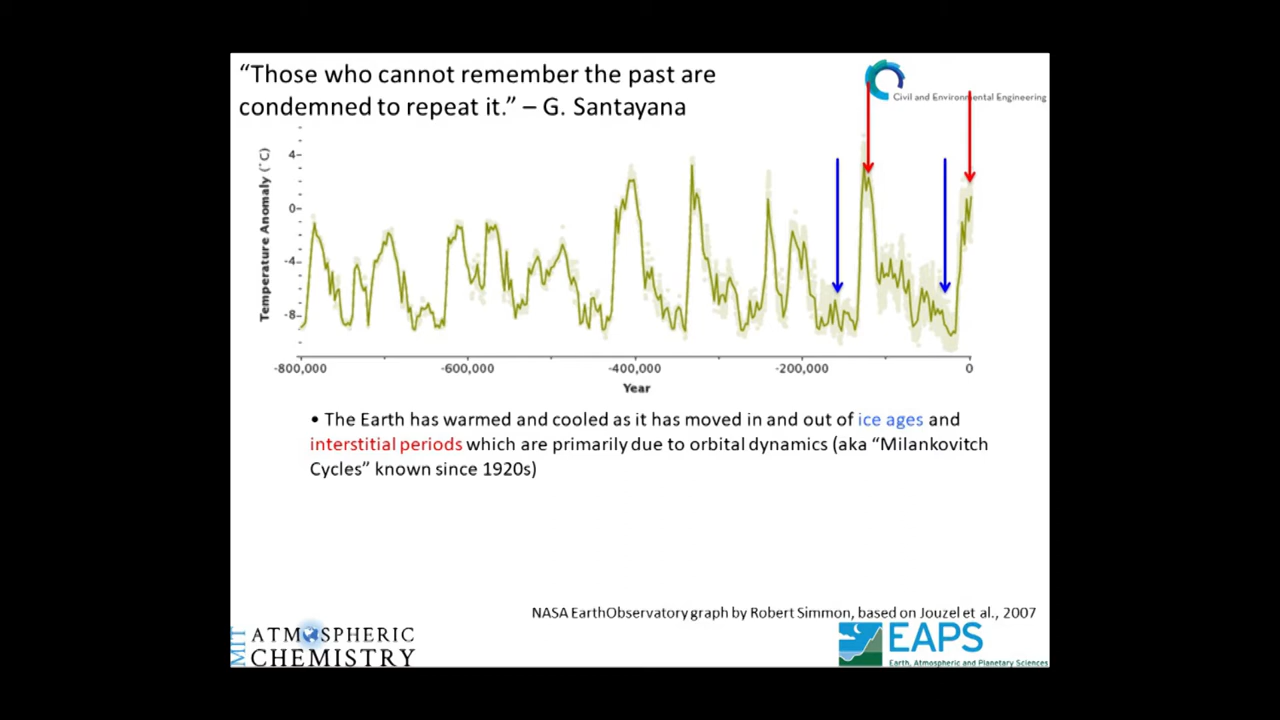 “Those who cannot remember the past are
condemned to repeat it.” – G. Santayana
Civil and Environmental Engineering
Temperature Anomaly (°C)
4
0
-4
-8
-800,000
-600,000
-400,000
-200,000
0
Year
• The Earth has warmed and cooled as it has moved in and out of ice ages and
interstitial periods which are primarily due to orbital dynamics (aka “Milankovitch
Cycles” known since 1920s)
NASA EarthObservatory graph by Robert Simmon, based on Jouzel et al., 2007
MIT
ATMOSPHERIC
CHEMISTRY
EAPS
Earth, Atmospheric and Planetary Sciences